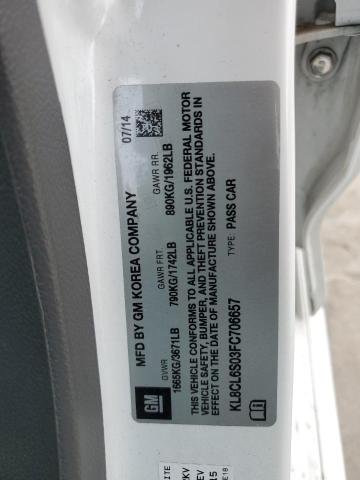 GM
MFD BY GM KOREA COMPANY
07/14
GVWR
GAWR FRT.
GAWR RR.
1665KG/3671LB
790KG/1742LB
890KG/1962LB
THIS VEHICLE CONFORMS TO ALL APPLICABLE U.S. FEDERAL MOTOR
VEHICLE SAFETY, BUMPER, AND THEFT PREVENTION STANDARDS IN
EFFECT ON THE DATE OF MANUFACTURE SHOWN ABOVE.
KL8CL6S03FC706657
TYPE:
PASS CAR